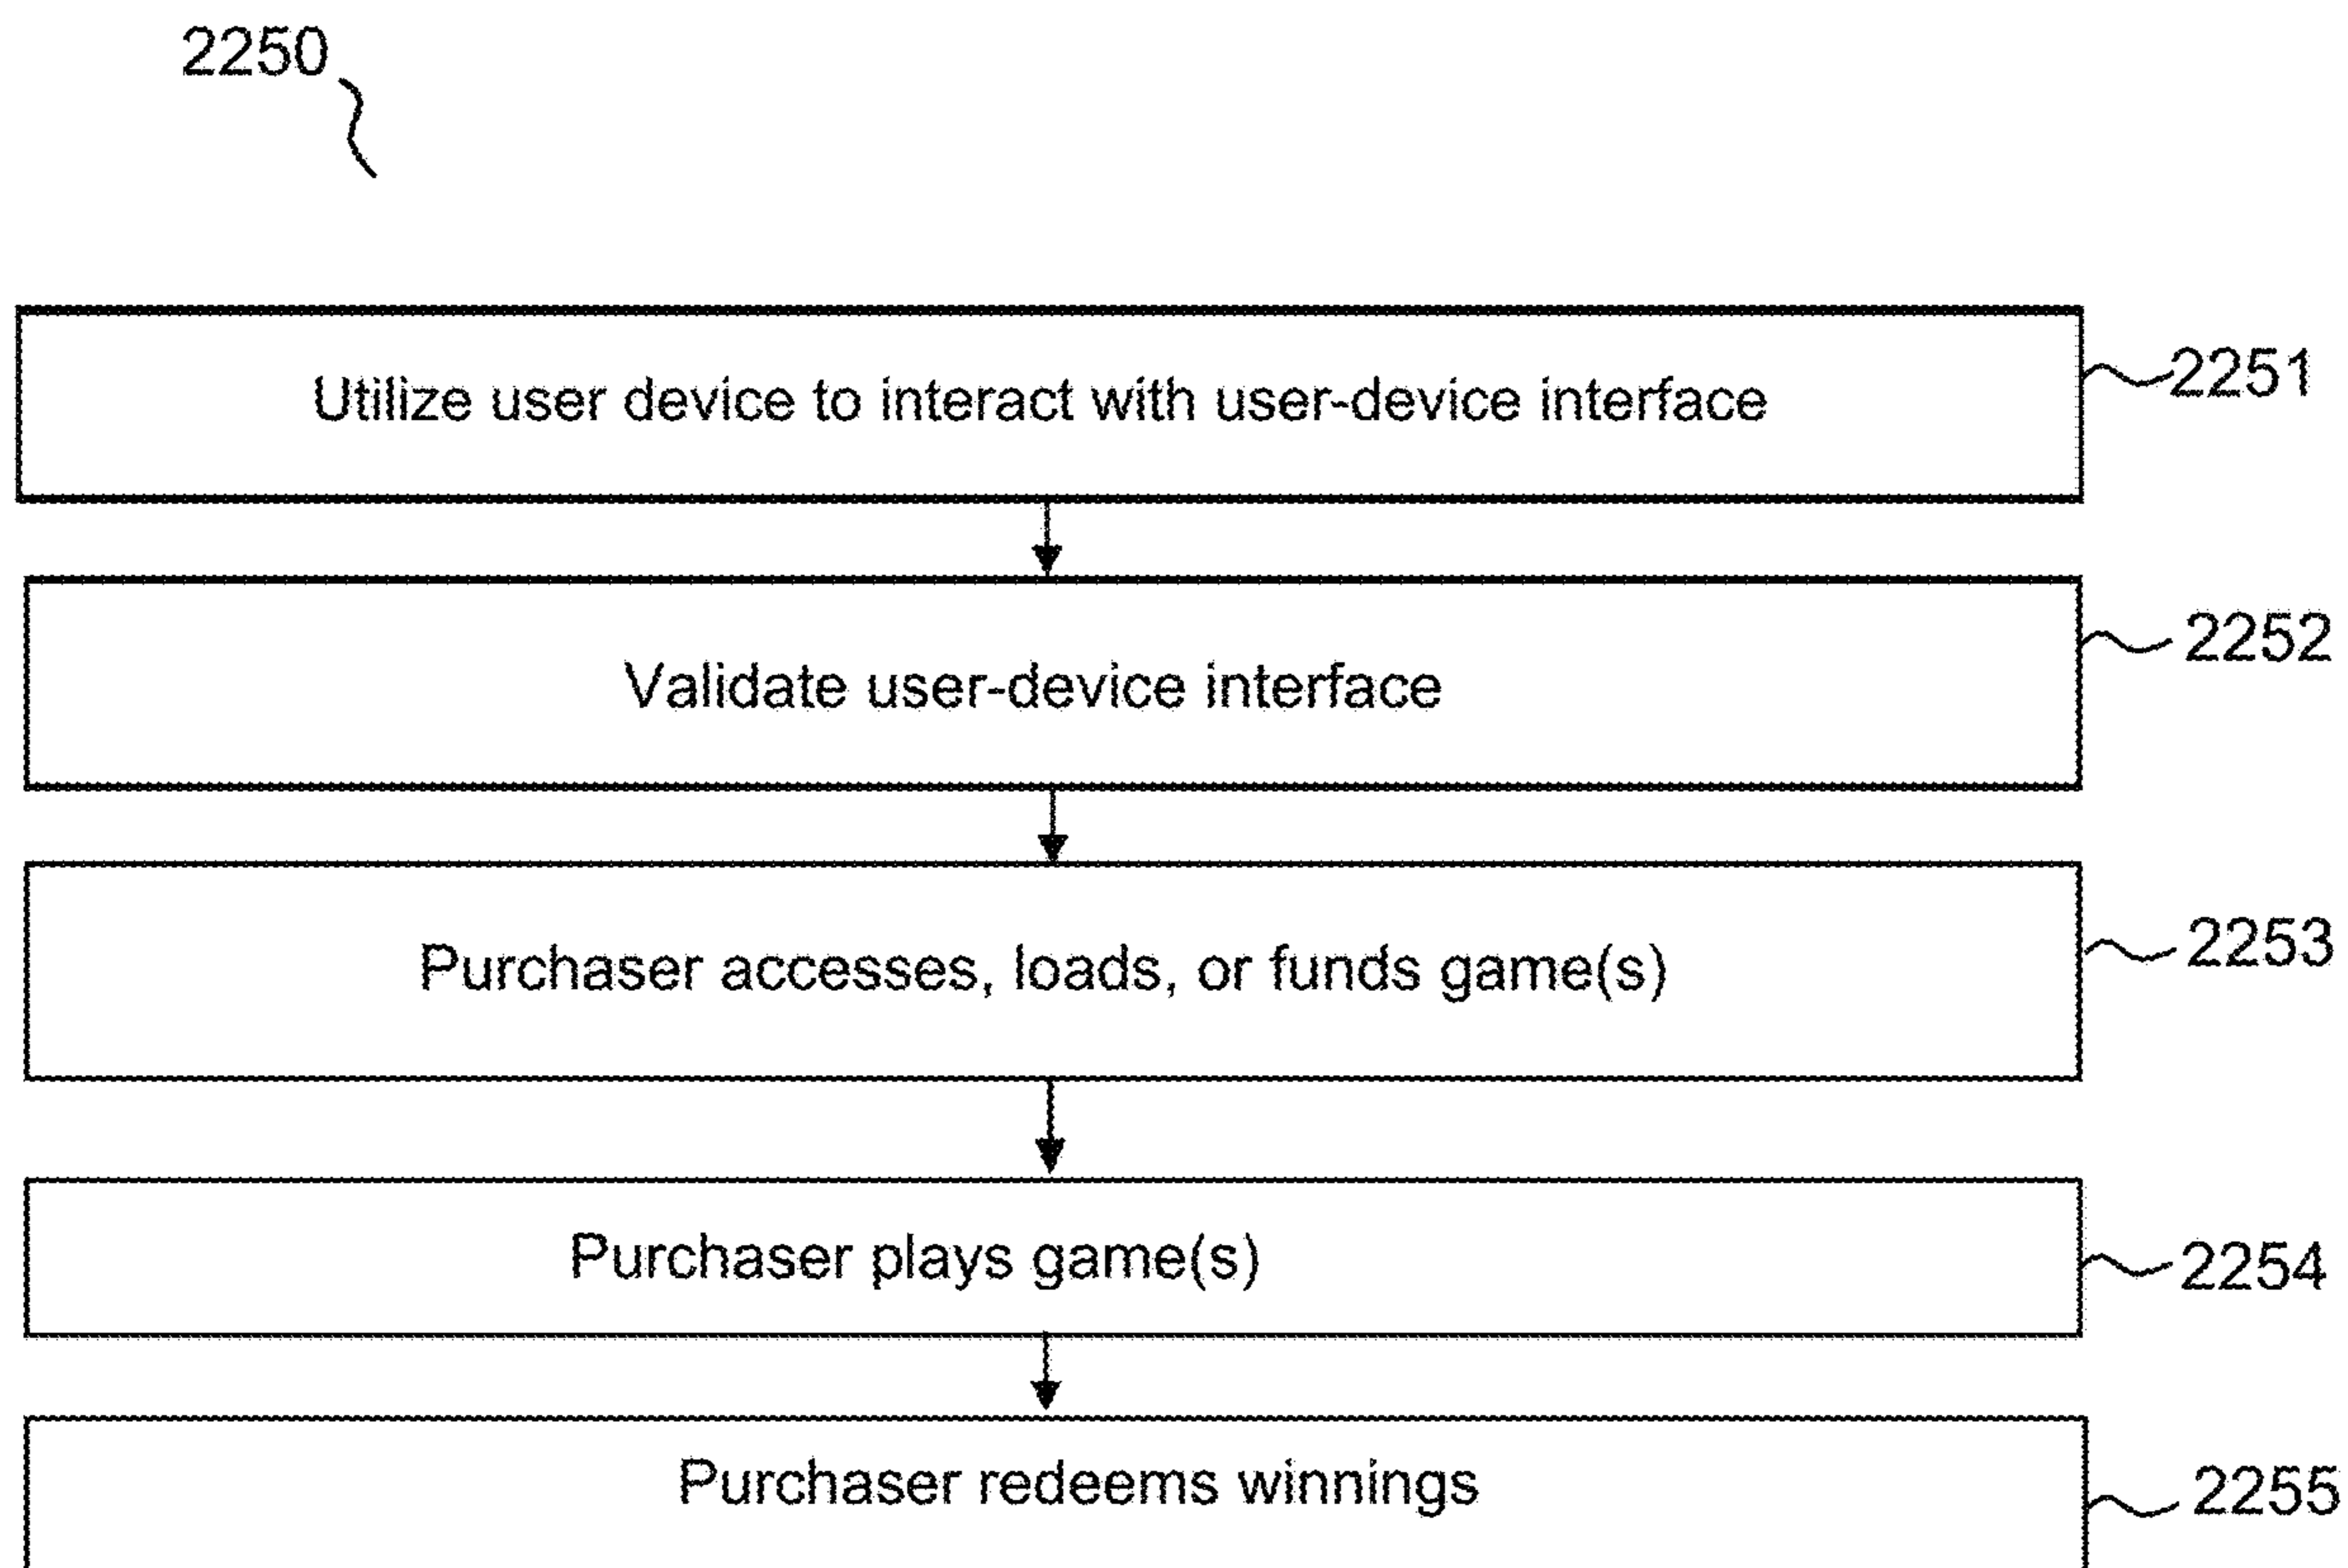 2250
Utilize user device to interact with user-device interface
2251
Validate user-device interface
2252
Purchaser accesses, loads, or funds game(s)
2253
Purchaser plays game(s)
2254
Purchaser redeems winnings
2255